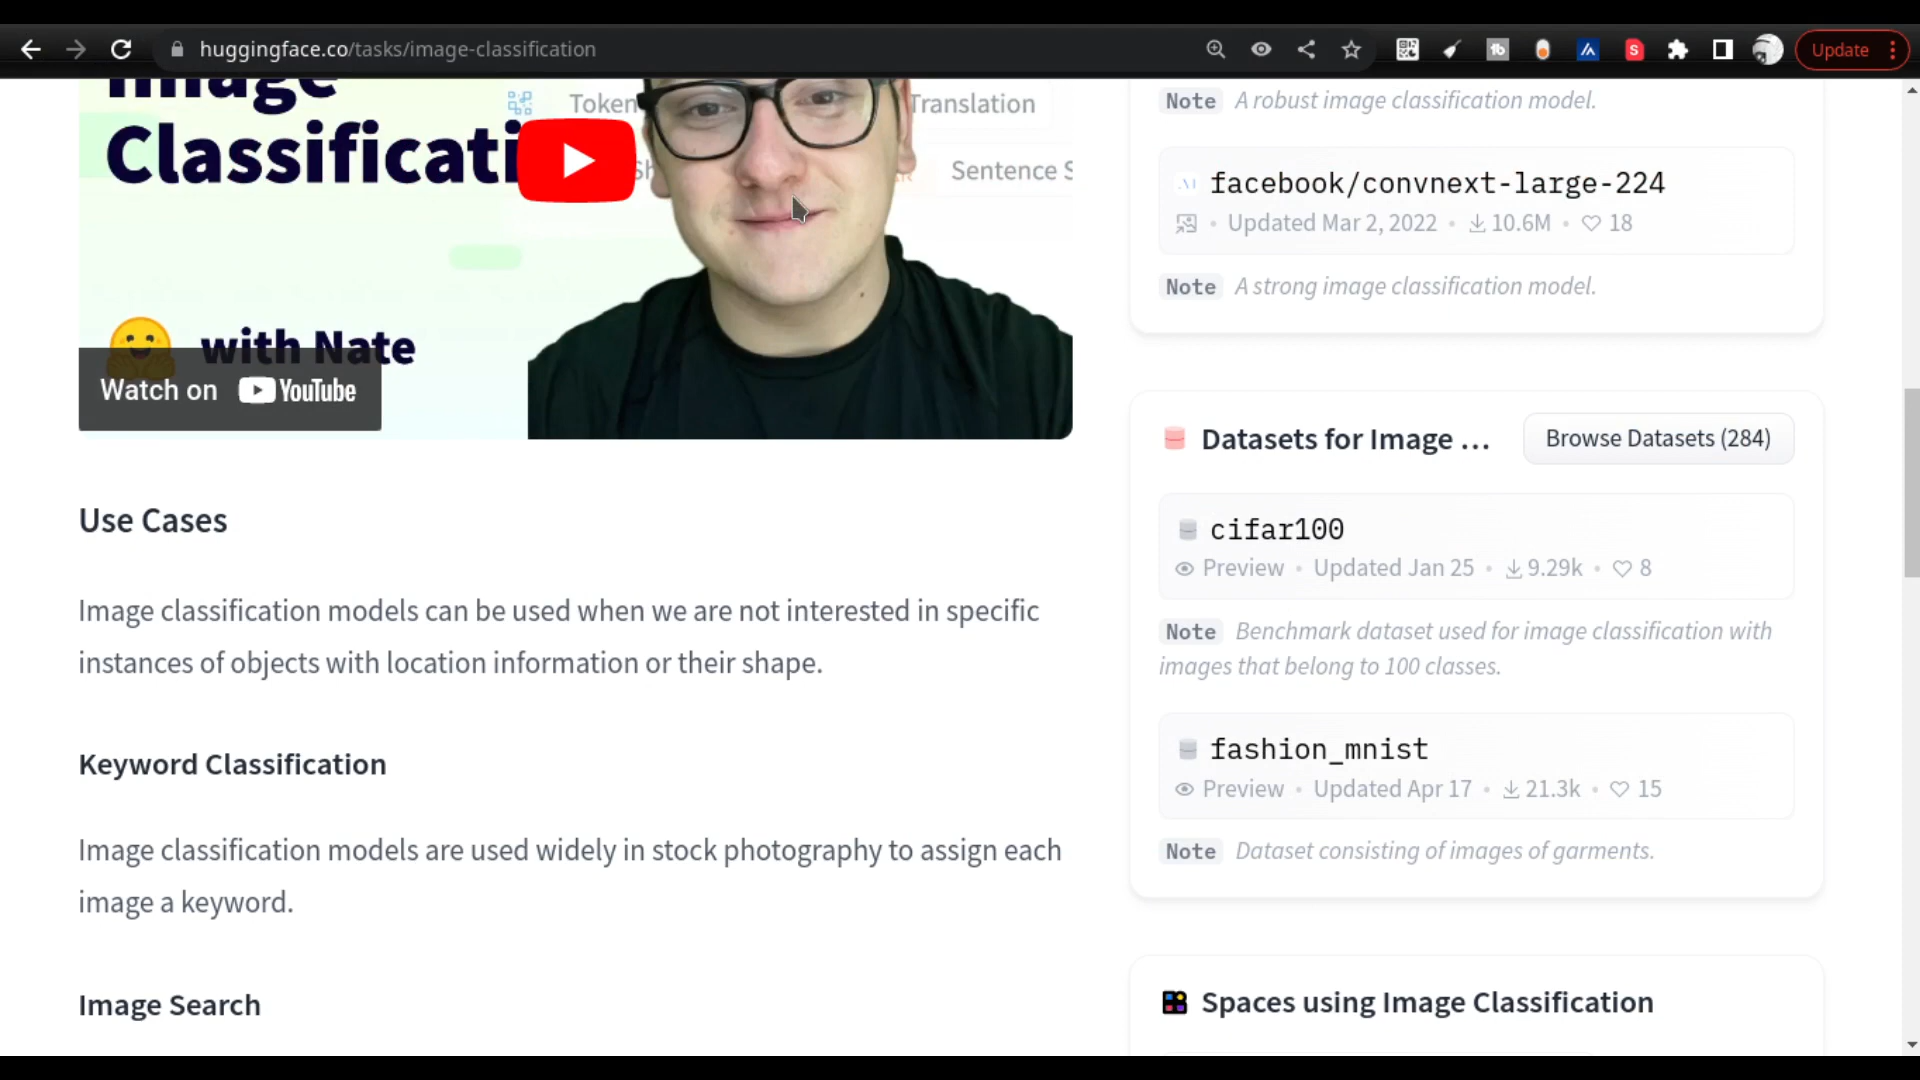 huggingface.co/tasks/image-classification
Update
Image
Classificati
Token
Translation
Sentence S
with Nate
Watch on YouTube
Use Cases
Image classification models can be used when we are not interested in specific
instances of objects with location information or their shape.
Keyword Classification
Image classification models are used widely in stock photography to assign each
image a keyword.
Image Search
Note A robust image classification model.
facebook/convnext-large-224
• Updated Mar 2, 2022 • 10.6M • 18
Note A strong image classification model.
Datasets for Image ...
Browse Datasets (284)
cifar100
Preview • Updated Jan 25 • 9.29k • 8
Note Benchmark dataset used for image classification with
images that belong to 100 classes.
fashion_mnist
Preview • Updated Apr 17 • 21.3k • 15
Note Dataset consisting of images of garments.
Spaces using Image Classification